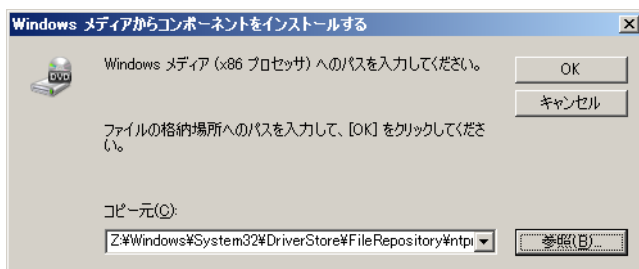 Windows メディアからコンポーネントをインストールする
DVD
Windows メディア (x86 プロセッサ) へのパスを入力してください。
OK
キャンセル
ファイルの格納場所へのパスを入力して、[OK] をクリックしてくださ
い。
コピー元(C):
Z:¥Windows¥System32¥DriverStore¥FileRepository¥ntp
参照(B)...